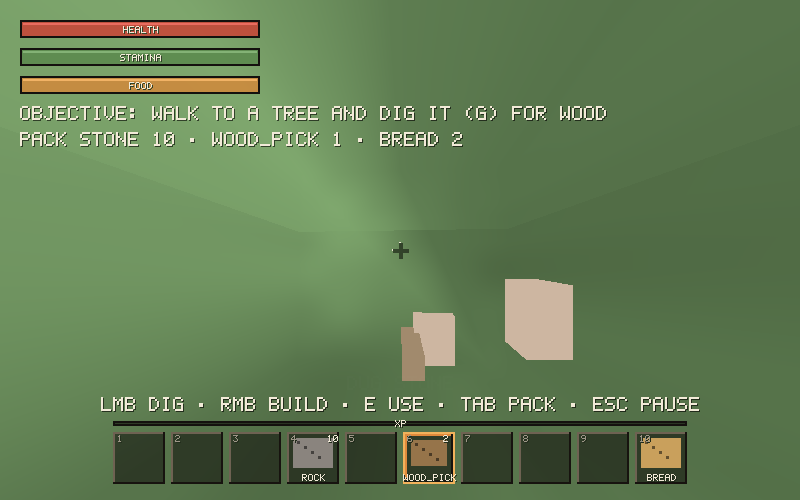 HEALTH
STAMINA
FOOD
OBJECTIVE: WALK TO A TREE AND DIG IT (G) FOR WOOD
PACK STONE 10 · WOOD_PICK 1 · BREAD 2
LMB DIG · RMB BUILD · E USE · TAB PACK · ESC PAUSE
XP
1 2 3 4 10 5 6 2 7 8 9 10
ROCK WOOD_PICK BREAD